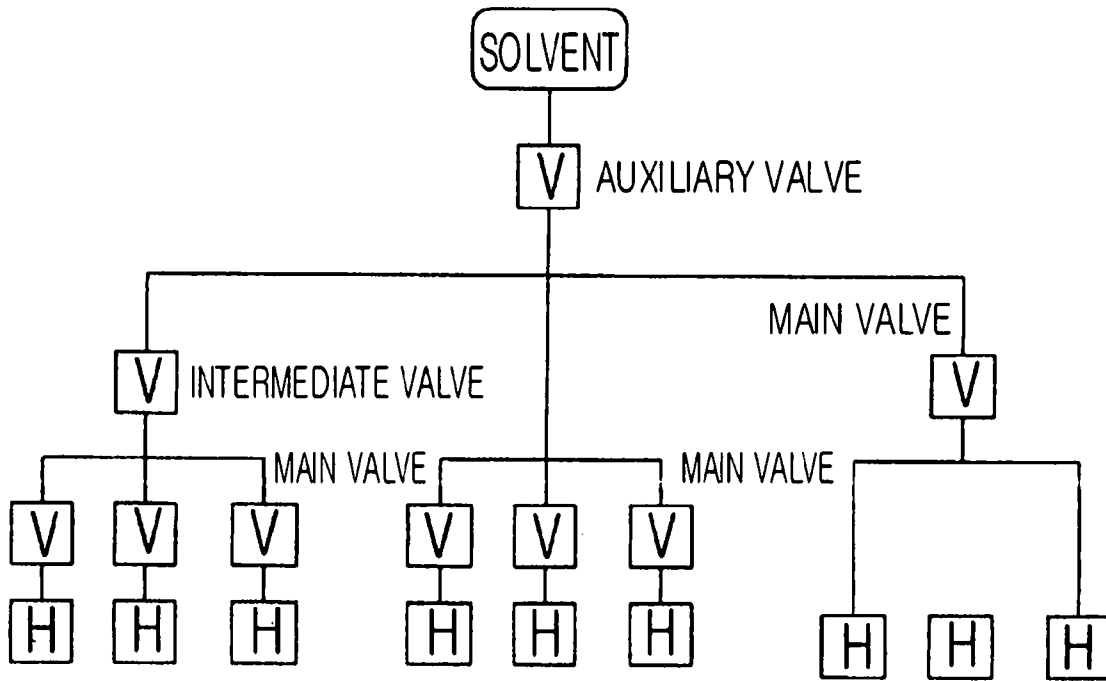 SOLVENT
V AUXILIARY VALVE
MAIN VALVE
V INTERMEDIATE VALVE V
MAIN VALVE MAIN VALVE
V V V V V V
H H H H H H H H H